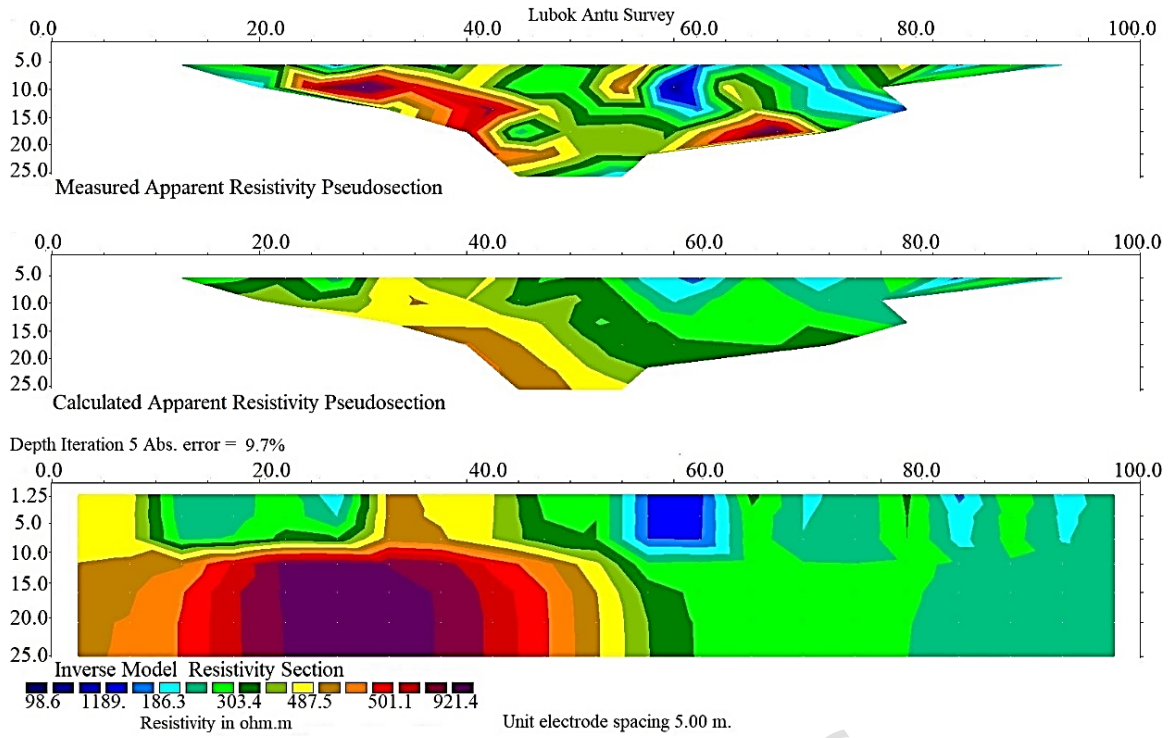 Lubok Antu Survey
0.0 20.0 40.0 60.0 80.0 100.0
5.0
10.0
15.0
20.0
25.0
Measured Apparent Resistivity Pseudosection
0.0 20.0 40.0 60.0 80.0 100.0
5.0
10.0
15.0
20.0
25.0
Calculated Apparent Resistivity Pseudosection
Depth Iteration 5 Abs. error = 9.7%
0.0 20.0 40.0 60.0 80.0 100.0
1.25
5.0
10.0
15.0
20.0
25.0
Inverse Model Resistivity Section
98.6 1189. 186.3 303.4 487.5 501.1 921.4
Resistivity in ohm.m Unit electrode spacing 5.00 m.